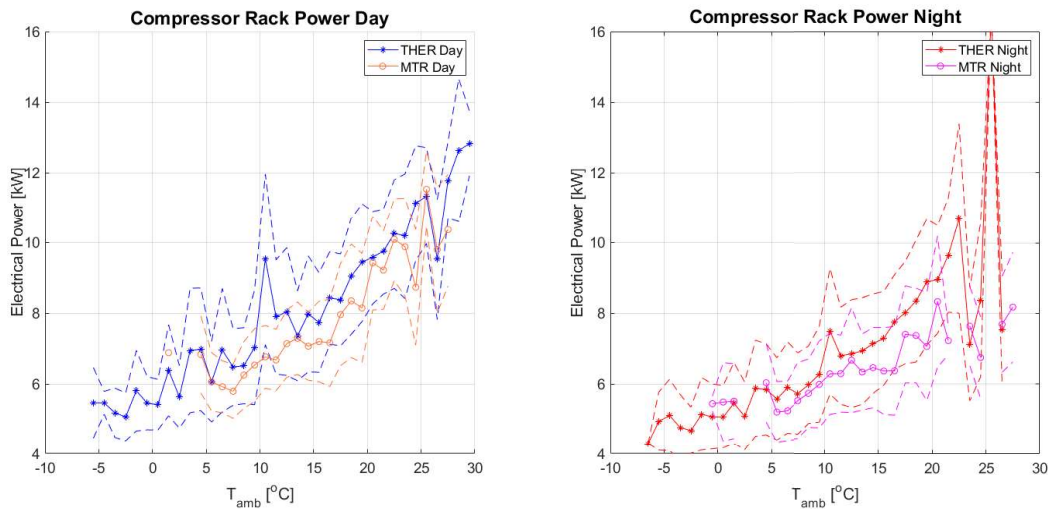 Compressor Rack Power Day
16
14
12
10
8
6
4
Electrical Power [kW]
THER Day
MTR Day
-10 -5 0 5 10 15 20 25 30
T_amb [°C]
Compressor Rack Power Night
16
14
12
10
8
6
4
Electrical Power [kW]
THER Night
MTR Night
-10 -5 0 5 10 15 20 25 30
T_amb [°C]